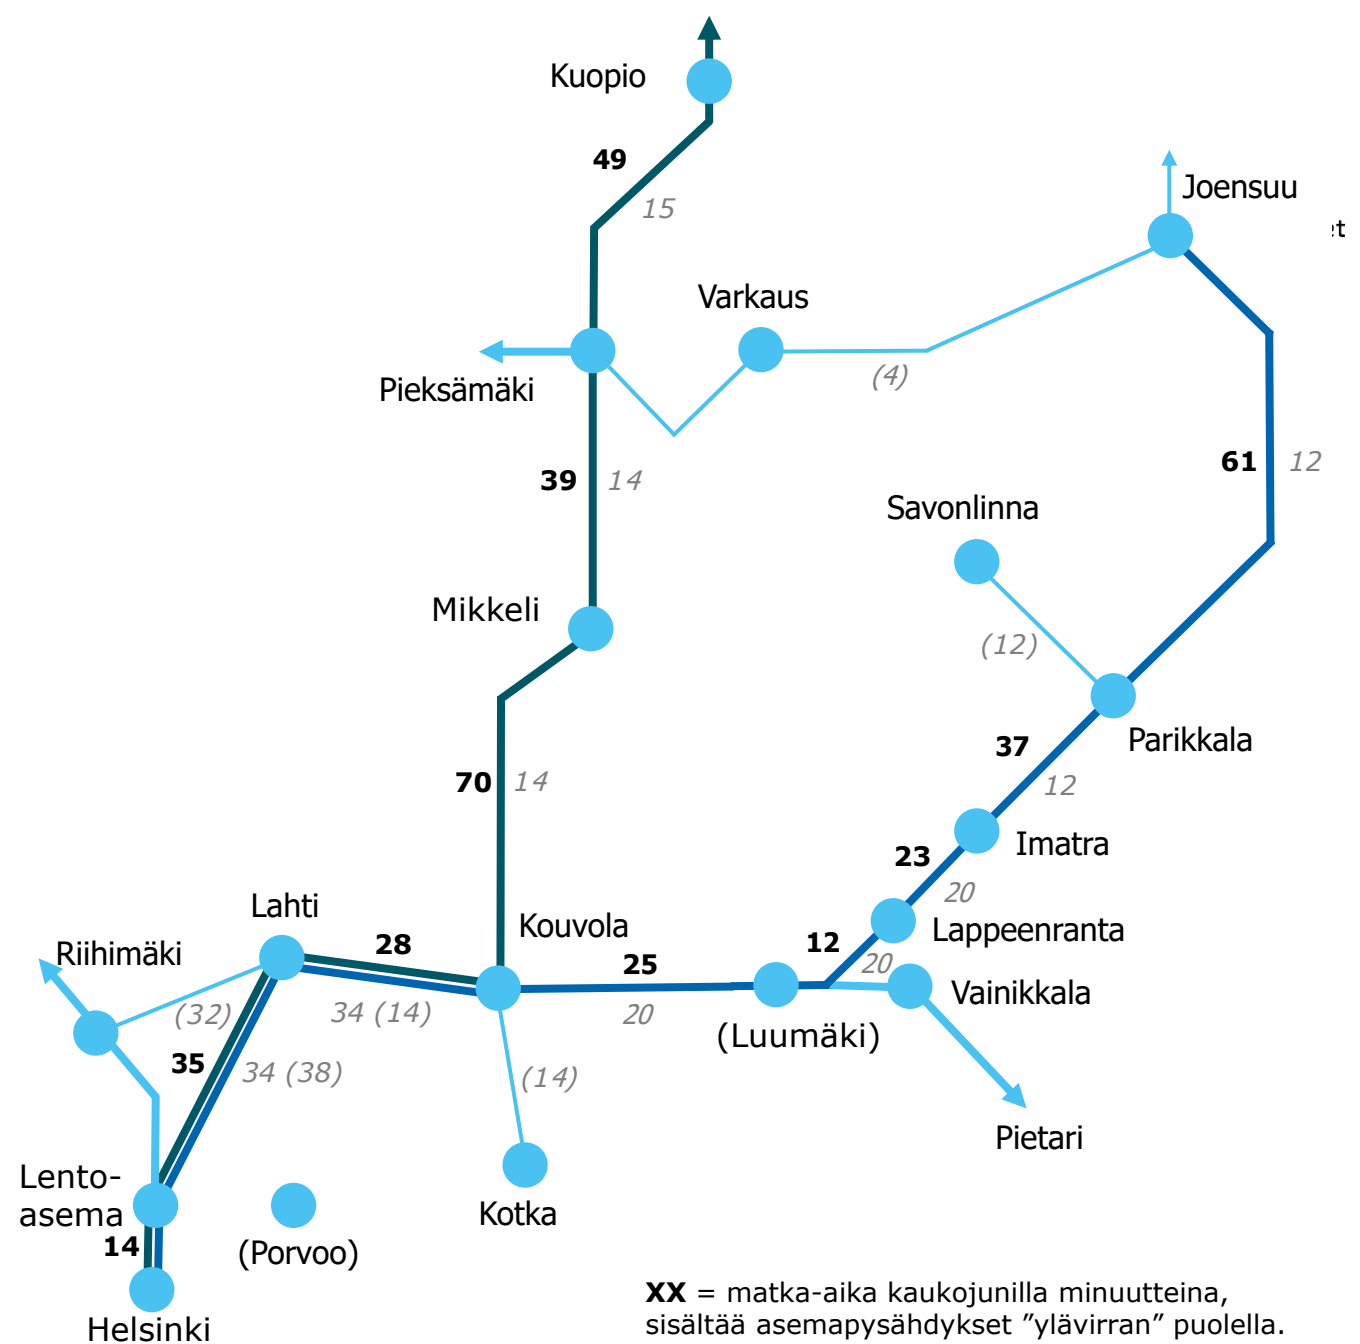 Kuopio
49
15
Joensuu
et
Varkaus
(4)
Pieksämäki
61
12
39
14
Savonlinna
Mikkeli
(12)
Parikkala
37
12
70
14
Imatra
23
20
Lahti
Kouvola
Lappeenranta
28
12
20
Riihimäki
25
Vainikkala
(32)
34 (14)
20
(Luumäki)
35
34 (38)
(14)
Pietari
Lento-
asema
Kotka
14
(Porvoo)
XX = matka-aika kaukojunilla minuutteina,
sisältää asemapysähdykset ”ylävirran” puolella.
Helsinki